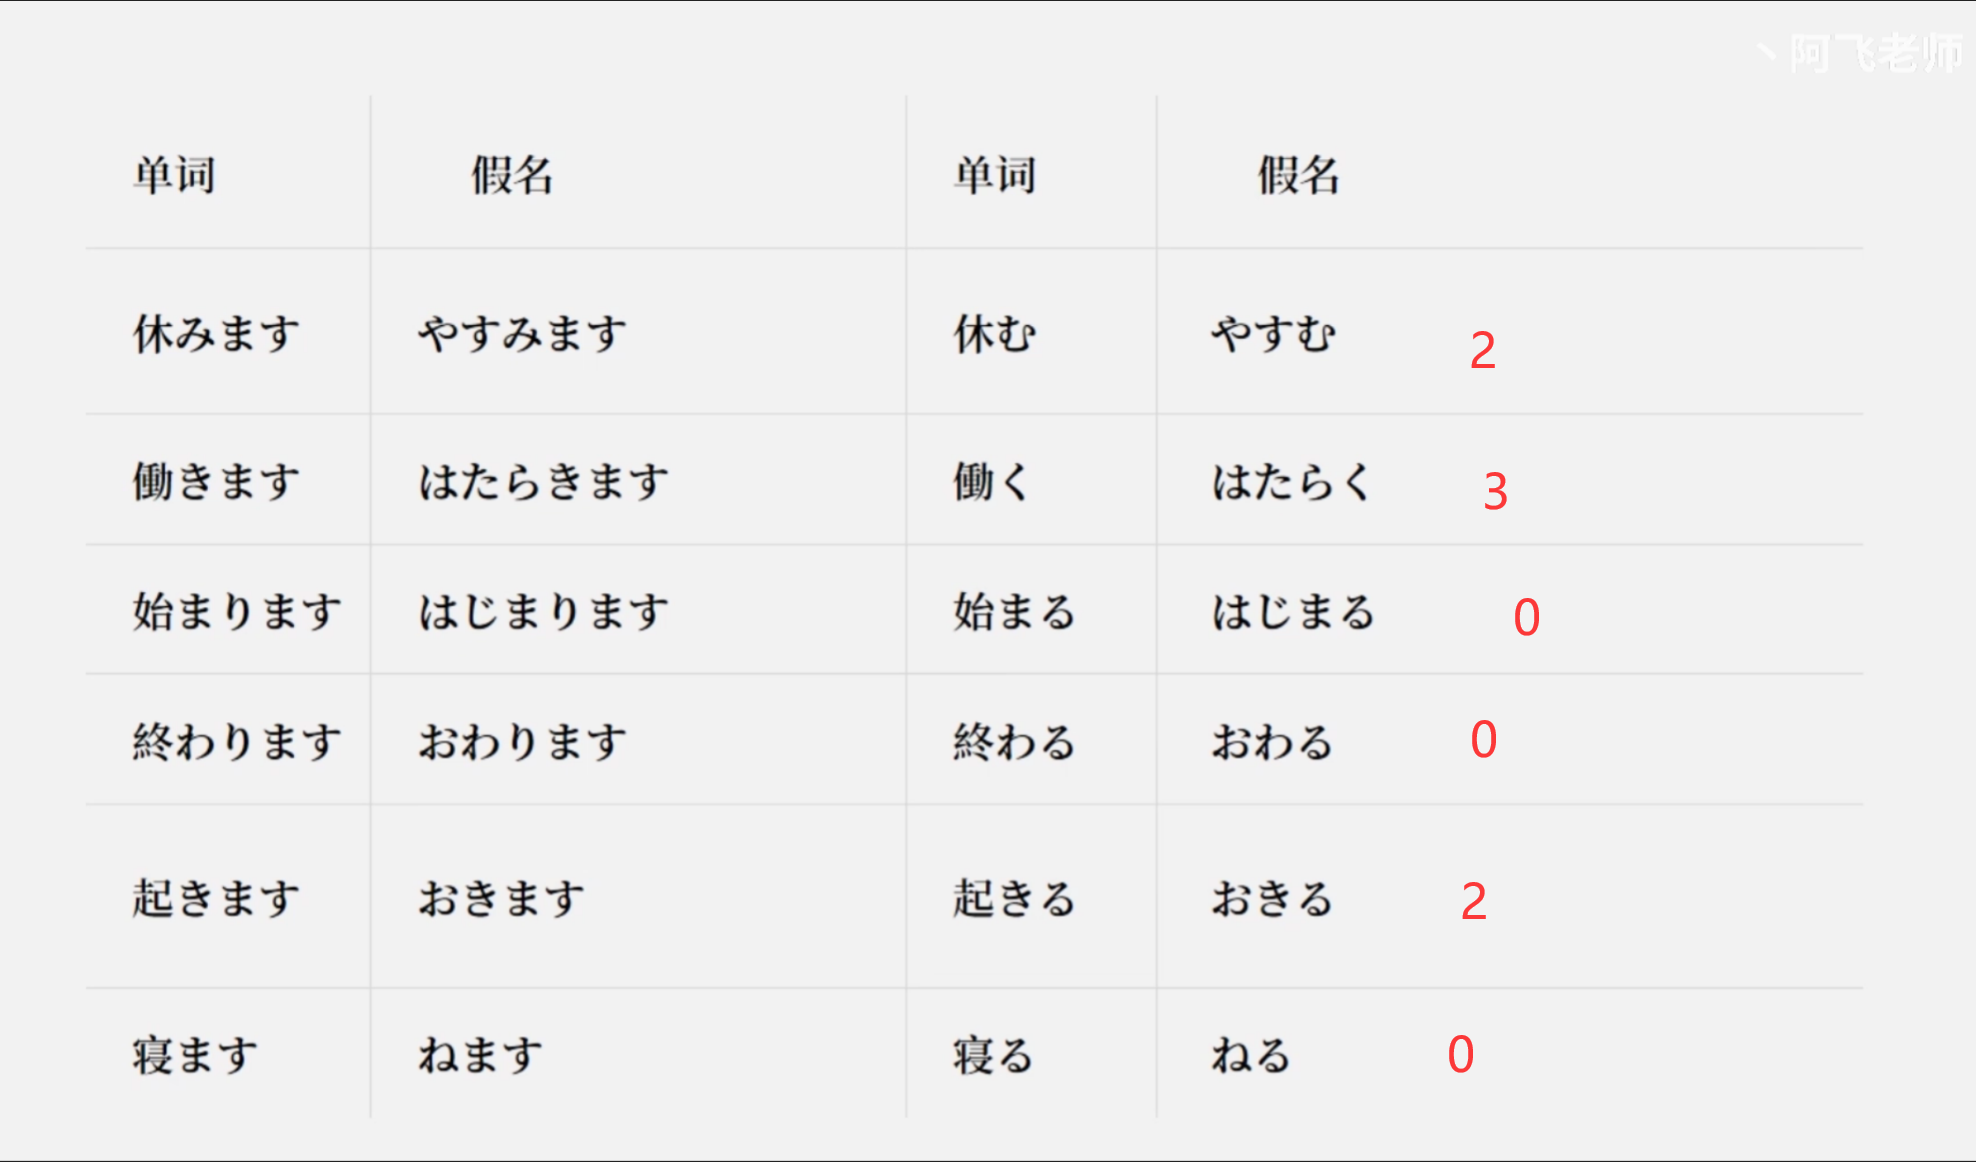 丶阿飞老师
单词 假名 单词 假名
休みます やすみます 休む やすむ 2
働きます はたらきます 働く はたらく 3
始まります はじまります 始まる はじまる 0
終わります おわります 終わる おわる 0
起きます おきます 起きる おきる 2
寝ます ねます 寝る ねる 0